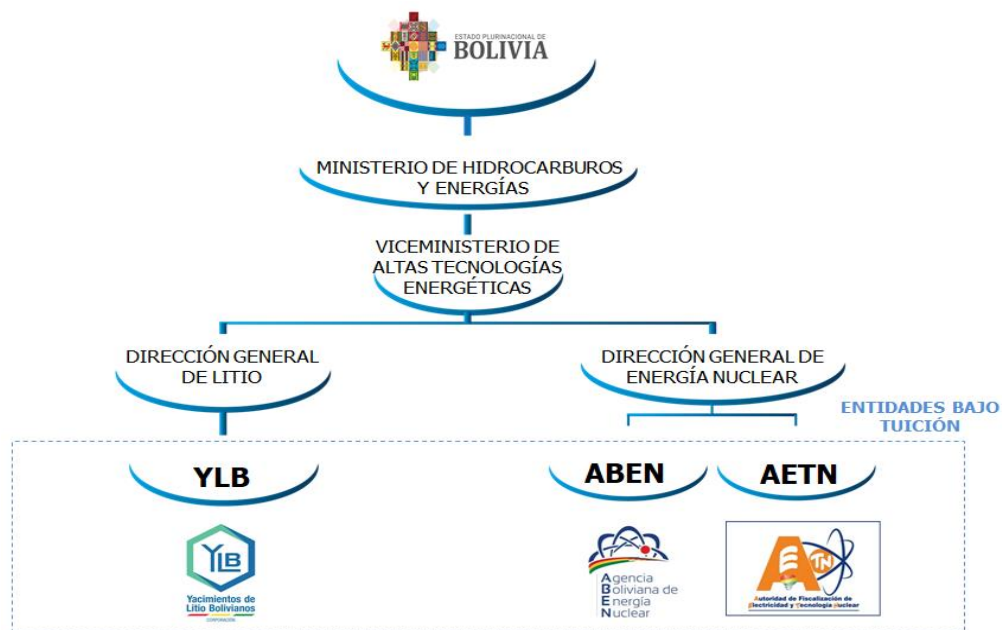 ESTADO PLURINACIONAL DE
BOLIVIA
MINISTERIO DE HIDROCARBUROS
Y ENERGÍAS
VICEMINISTERIO DE
ALTAS TECNOLOGÍAS
ENERGÉTICAS
DIRECCIÓN GENERAL
DE LITIO
DIRECCIÓN GENERAL DE
ENERGÍA NUCLEAR
ENTIDADES BAJO
TUICIÓN
YLB
ABEN
AETN
YLB
Yacimientos de
Litio Bolivianos
CORPORACIÓN
Agencia
Boliviana de
Energía
Nuclear
AETN
Autoridad de Fiscalización de
Electricidad y Tecnología Nuclear